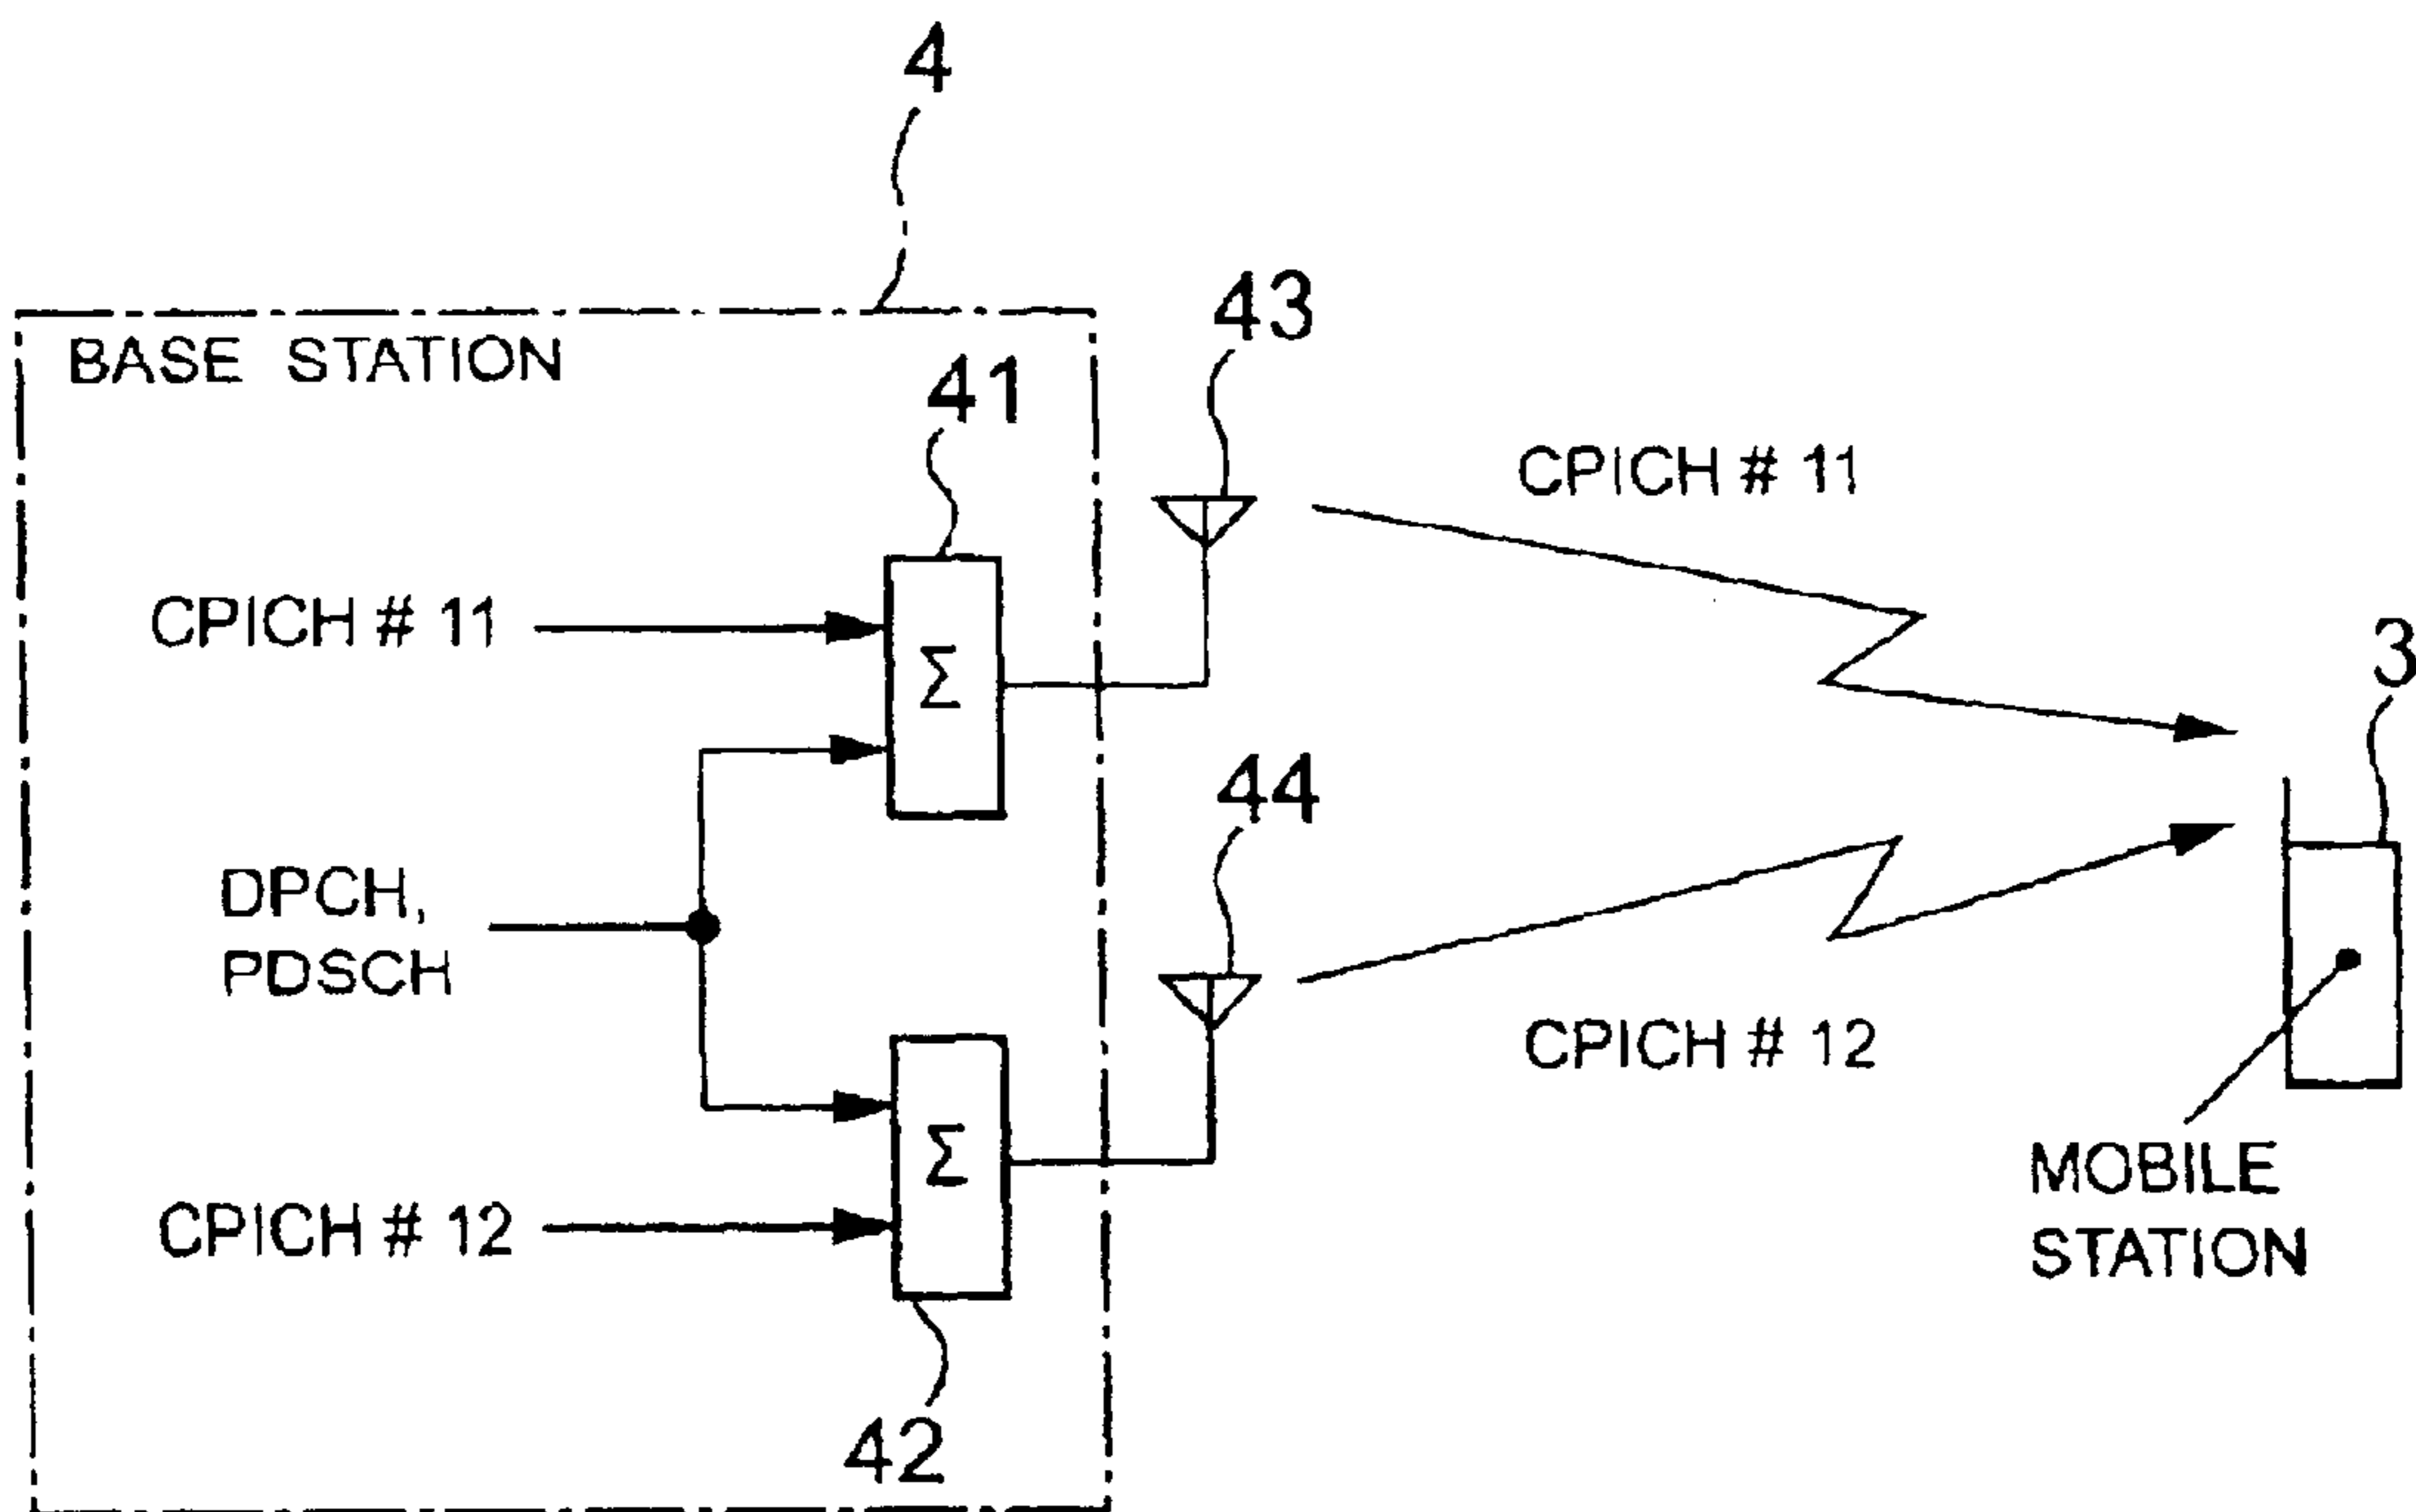 4
43
BASE STATION
41
CPICH # 11
CPICH # 11
Σ
3
44
DPCH,
PDSCH
CPICH # 12
Σ
CPICH # 12
MOBILE
STATION
42